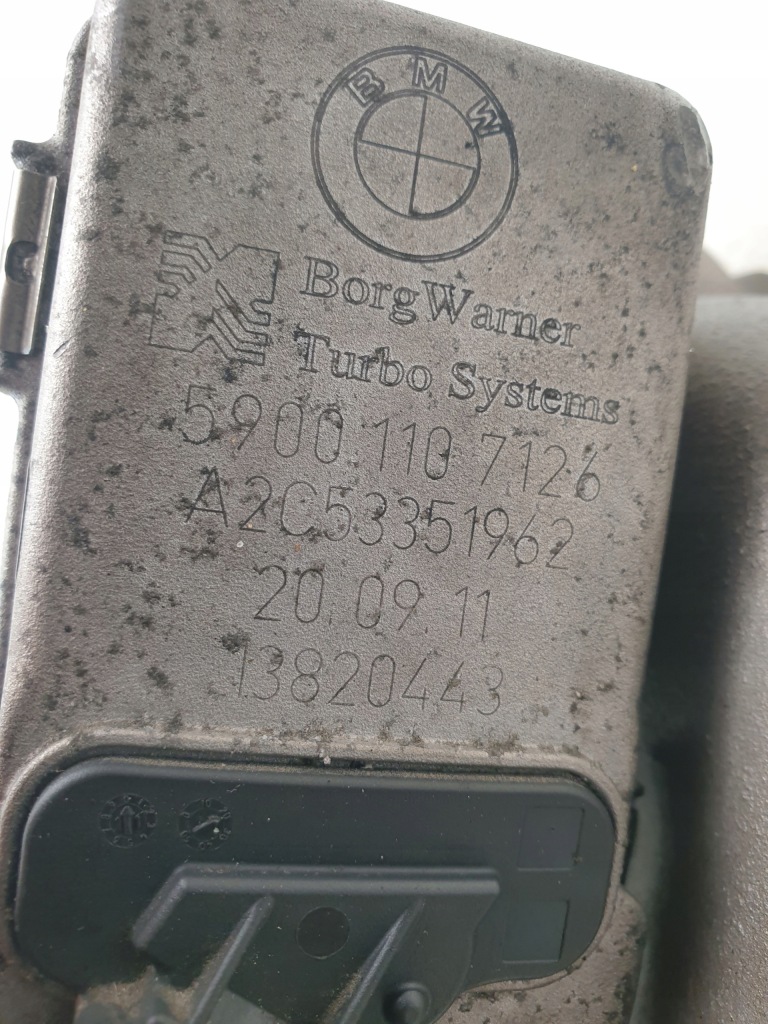 BMW
BorgWarner
Turbo Systems
5900 110 7126
A2C53351962
20.09.11
13820443